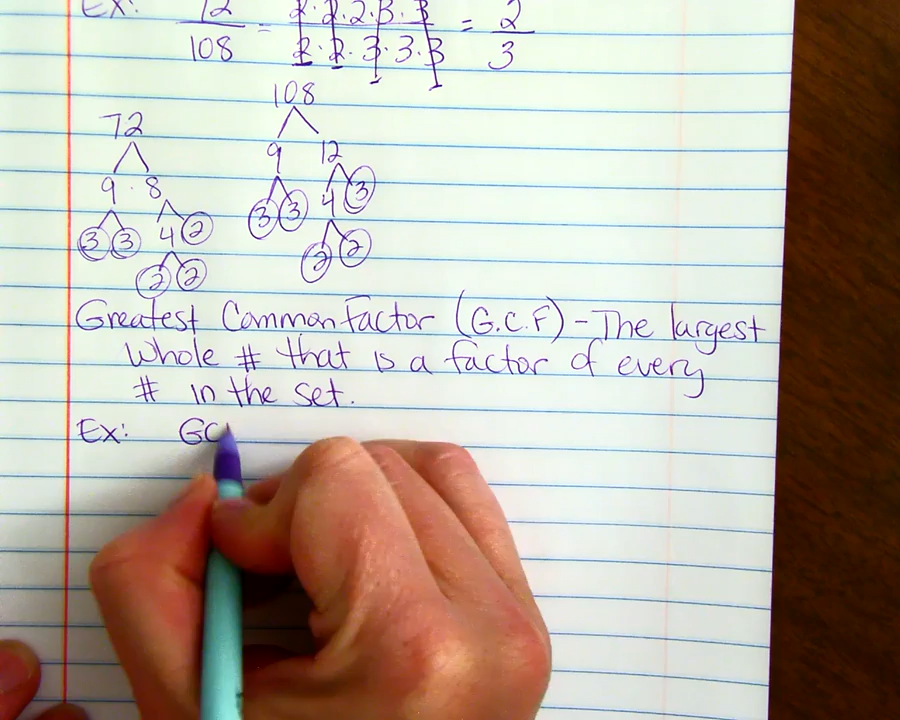 Ex: 72 / 108 = 2·2·2·3·3 / 2·2·3·3·3 = 2 / 3
108
72
9 12
9 · 8
3 3 4 3
3 3 4 2
2 2
2 2
Greatest Common Factor (G.C.F) - The largest
whole # that is a factor of every
# in the set.
Ex: GC